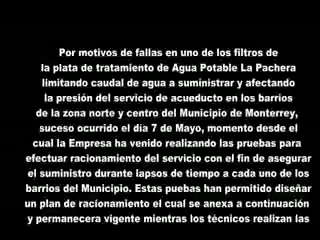 Por motivos de fallas en uno de los filtros de
la plata de tratamiento de Agua Potable La Pachera
limitando caudal de agua a suministrar y afectando
la presión del servicio de acueducto en los barrios
de la zona norte y centro del Municipio de Monterrey,
suceso ocurrido el día 7 de Mayo, momento desde el
cual la Empresa ha venido realizando las pruebas para
efectuar racionamiento del servicio con el fin de asegurar
el suministro durante lapsos de tiempo a cada uno de los
barrios del Municipio. Estas puebas han permitido diseñar
un plan de racionamiento el cual se anexa a continuación
y permanecera vigente mientras los técnicos realizan las